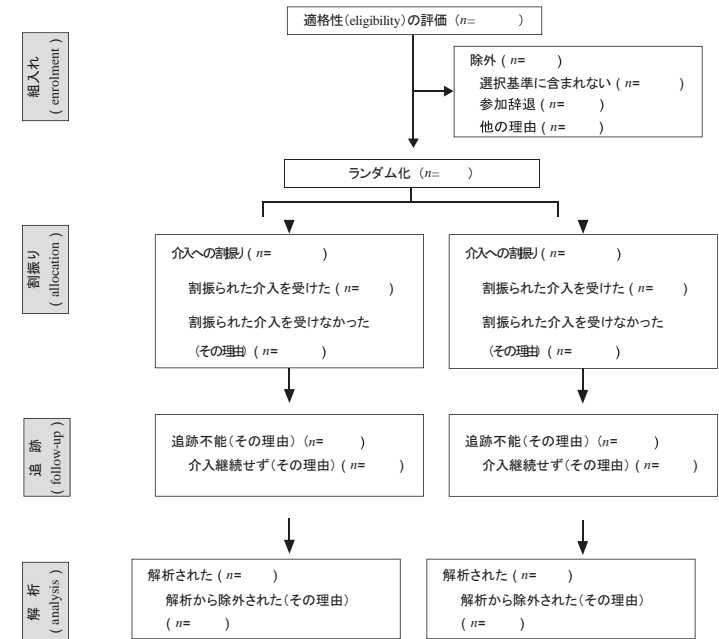 適格性(eligibility)の評価 (n=　　)
組入れ
( enrolment )
除外 ( n=　　)
選択基準に含まれない ( n=　　)
参加辞退 ( n=　　)
他の理由 ( n=　　)
ランダム化 (n=　　)
割振り
( allocation )
介入への割振り ( n=　　)
割振られた介入を受けた ( n=　　)
割振られた介入を受けなかった
(その理由) ( n=　　)
介入への割振り ( n=　　)
割振られた介入を受けた ( n=　　)
割振られた介入を受けなかった
(その理由) ( n=　　)
追 跡
( follow-up )
追跡不能(その理由) (n=　　)
介入継続せず(その理由) ( n=　　)
追跡不能(その理由) (n=　　)
介入継続せず(その理由) ( n=　　)
解 析
( analysis )
解析された ( n=　　)
解析から除外された(その理由)
( n=　　)
解析された ( n=　　)
解析から除外された(その理由)
( n=　　)